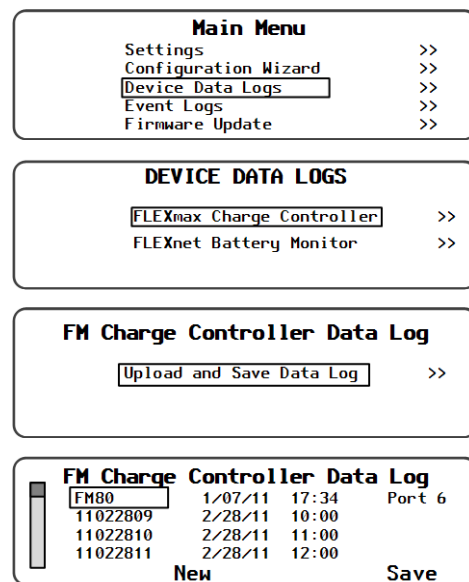 Main Menu
Settings >>
Configuration Wizard >>
Device Data Logs >>
Event Logs >>
Firmware Update >>
DEVICE DATA LOGS
FLEXmax Charge Controller >>
FLEXnet Battery Monitor >>
FM Charge Controller Data Log
Upload and Save Data Log >>
FM Charge Controller Data Log
FM80 1/07/11 17:34 Port 6
11022809 2/28/11 10:00
11022810 2/28/11 11:00
11022811 2/28/11 12:00
New Save